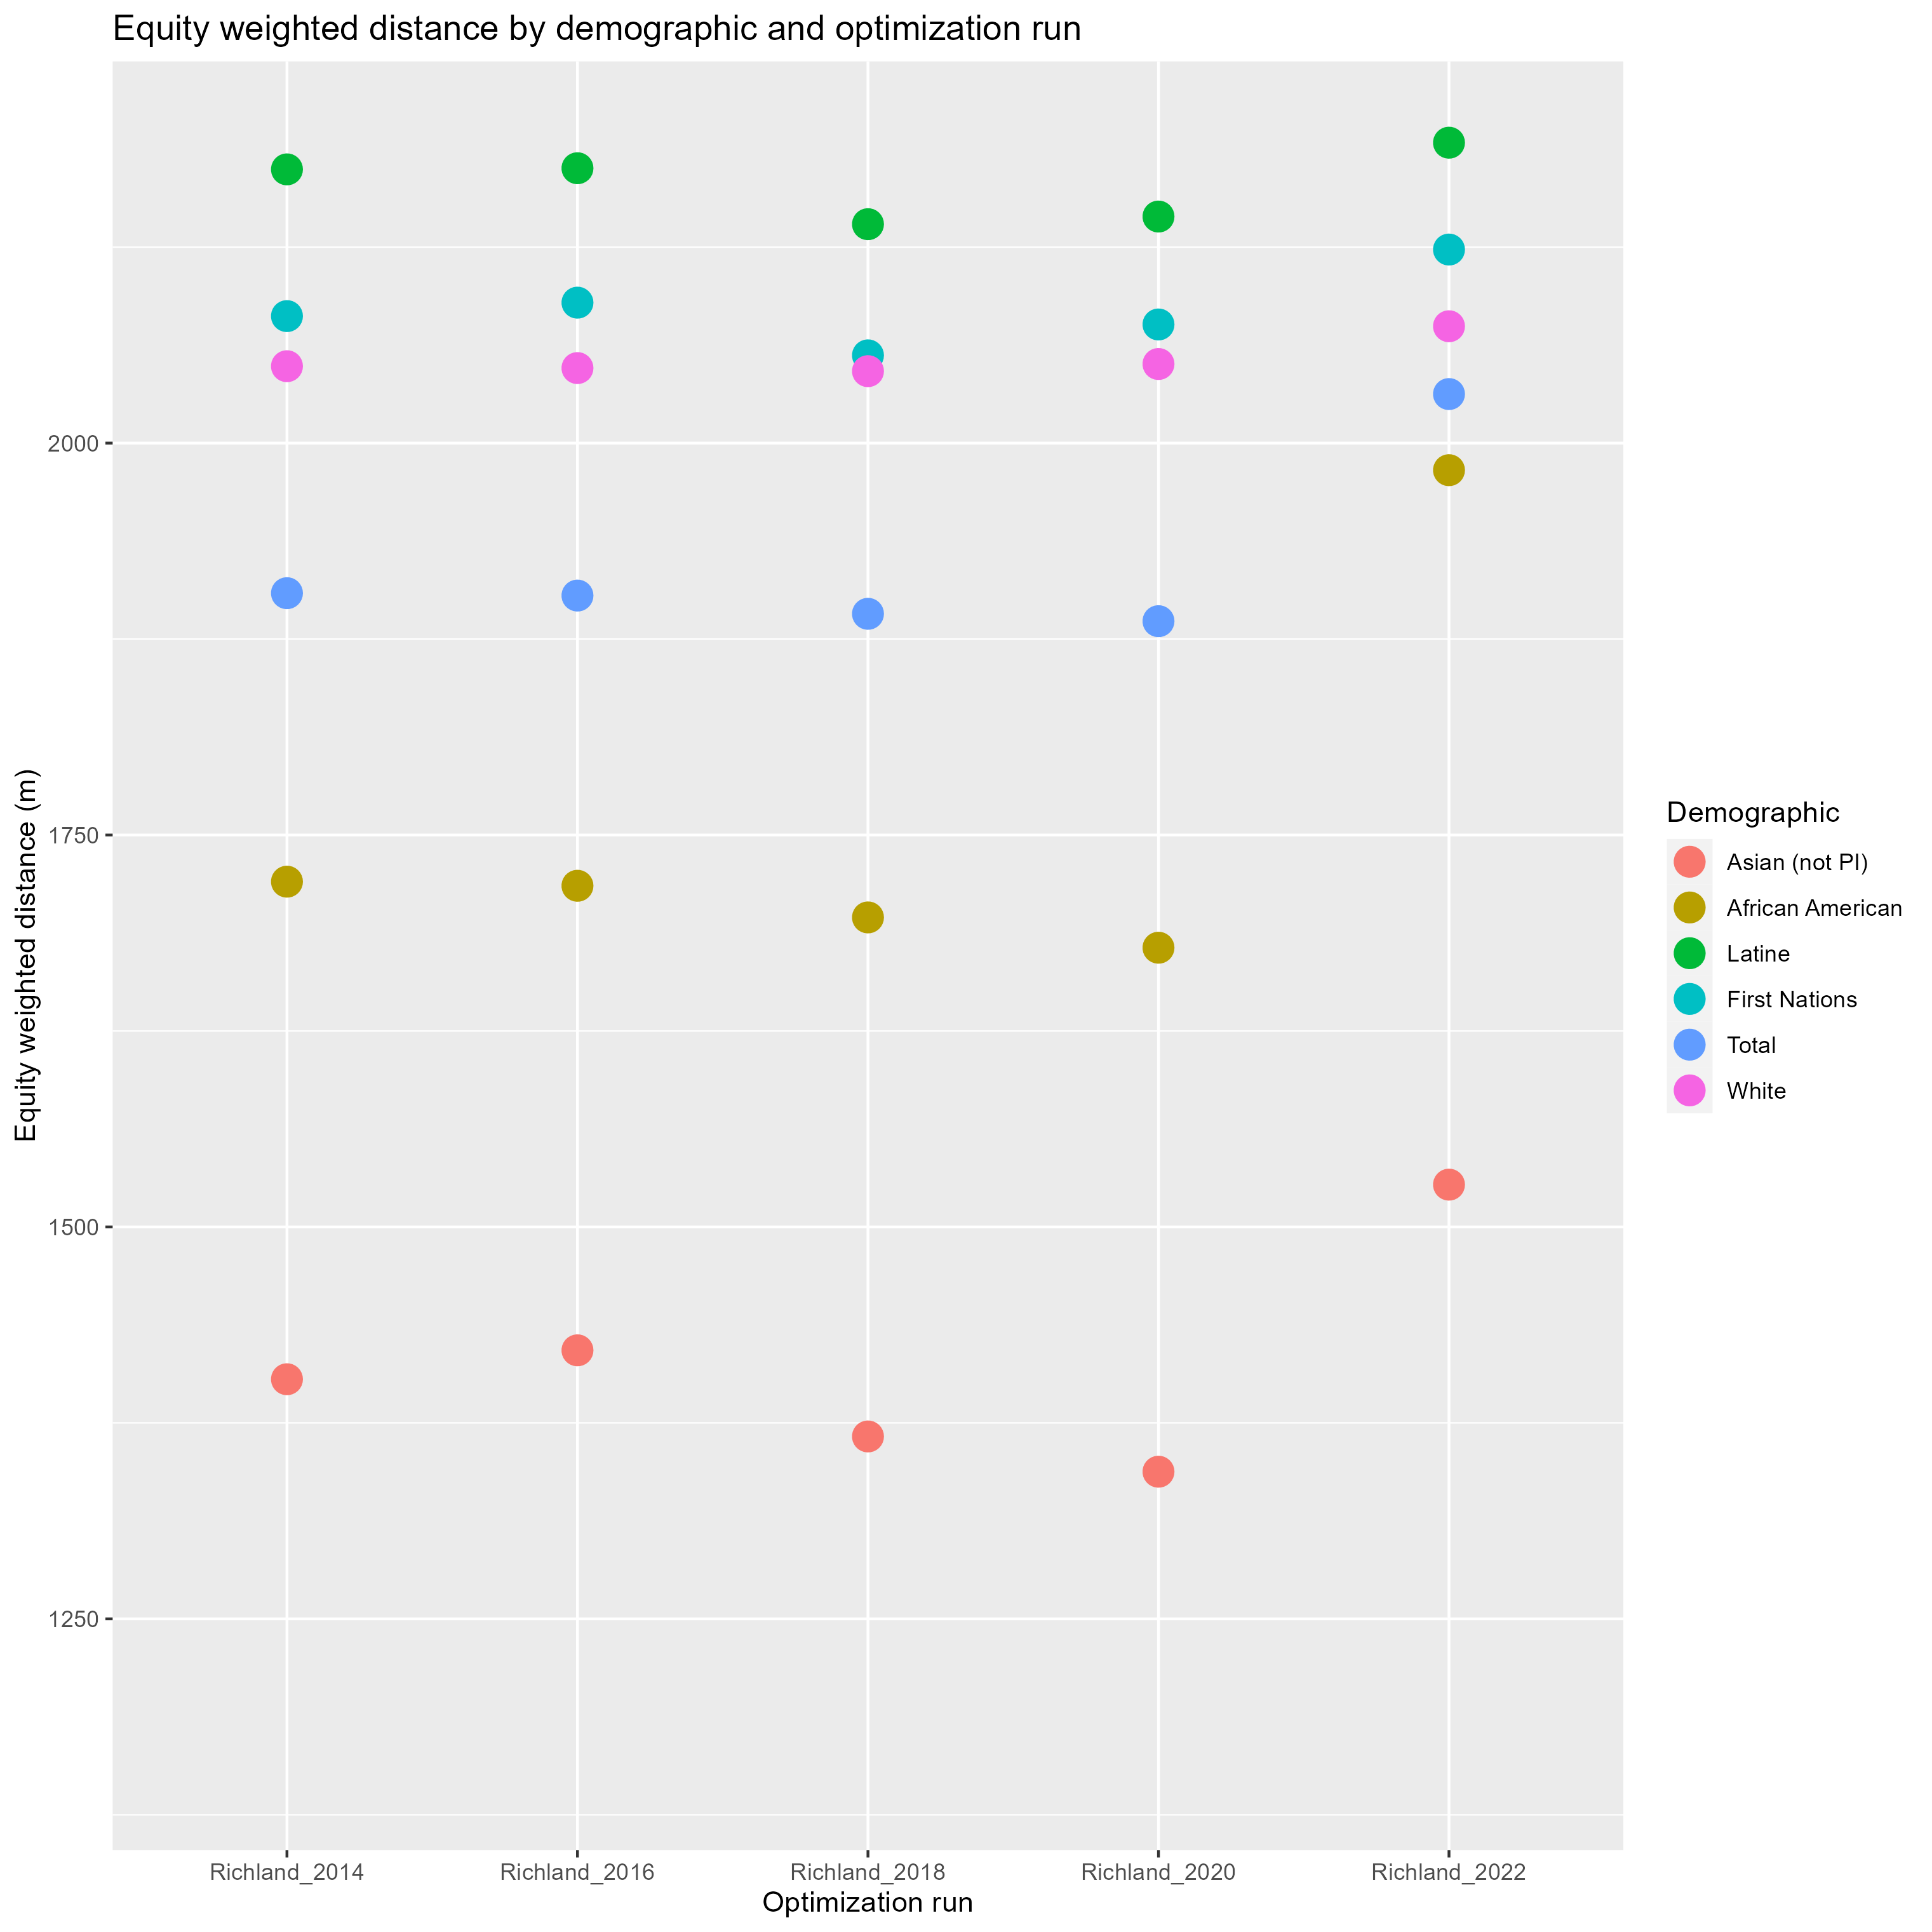 Equity weighted distance by demographic and optimization run
Equity weighted distance (m)
2000
1750
1500
1250
Richland_2014
Richland_2016
Richland_2018
Richland_2020
Richland_2022
Optimization run
Demographic
Asian (not PI)
African American
Latine
First Nations
Total
White